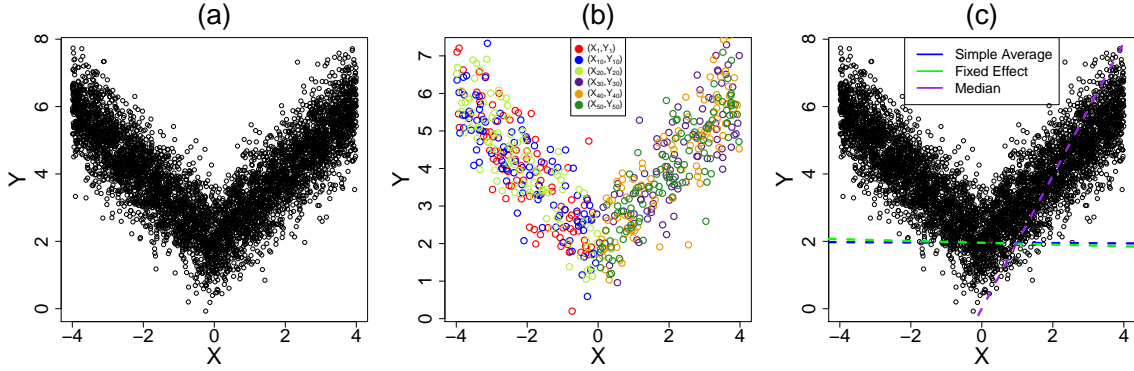 (a)
8
6
4
2
0
Y
−4
−2
0
2
4
X
(b)
7
6
5
4
3
2
1
0
Y
(X1,Y1)
(X10,Y10)
(X20,Y20)
(X30,Y30)
(X40,Y40)
(X50,Y50)
−4
−2
0
2
4
X
(c)
8
6
4
2
0
Y
Simple Average
Fixed Effect
Median
−4
−2
0
2
4
X